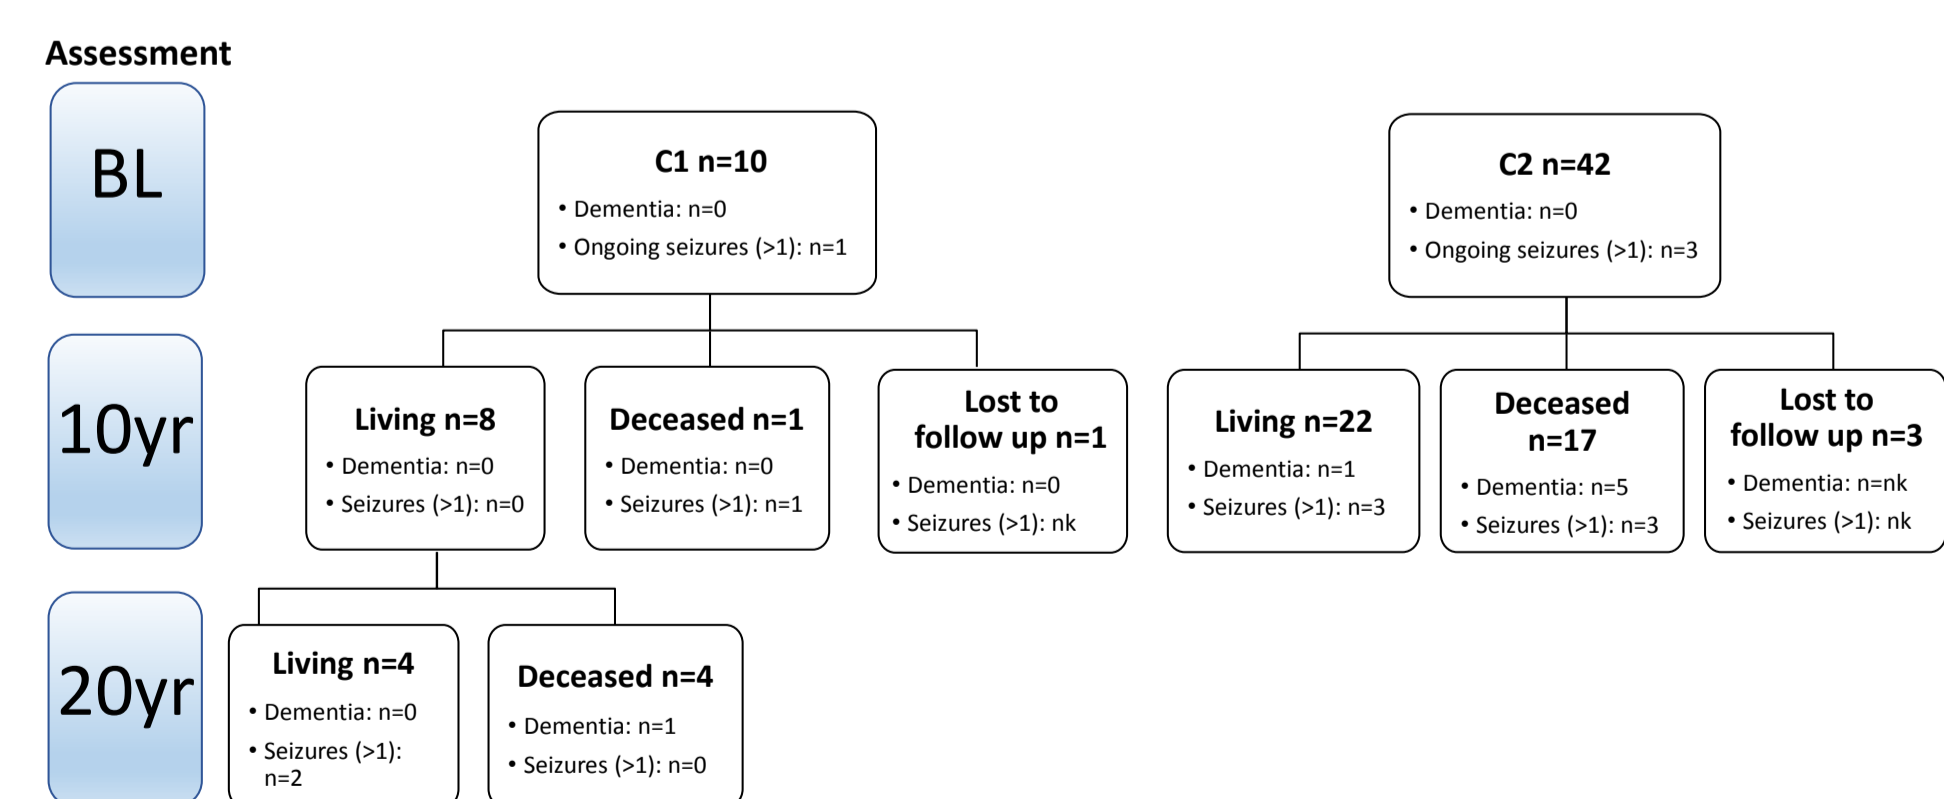 Assessment
BL
C1 n=10
• Dementia: n=0
• Ongoing seizures (>1): n=1
C2 n=42
• Dementia: n=0
• Ongoing seizures (>1): n=3
10yr
Living n=8
• Dementia: n=0
• Seizures (>1): n=0
Deceased n=1
• Dementia: n=0
• Seizures (>1): n=1
Lost to
follow up n=1
• Dementia: n=0
• Seizures (>1): nk
Living n=22
• Dementia: n=1
• Seizures (>1): n=3
Deceased
n=17
• Dementia: n=5
• Seizures (>1): n=3
Lost to
follow up n=3
• Dementia: n=nk
• Seizures (>1): nk
20yr
Living n=4
• Dementia: n=0
• Seizures (>1):
n=2
Deceased n=4
• Dementia: n=1
• Seizures (>1): n=0